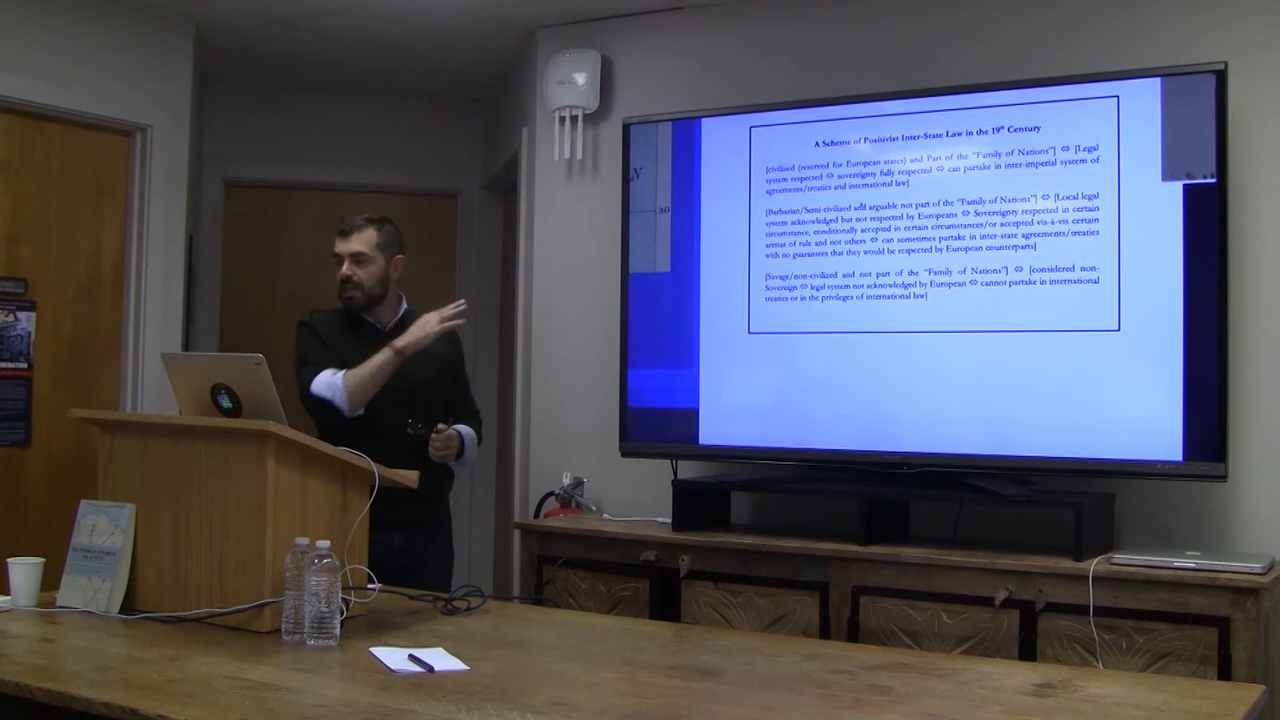 A Scheme of Positivist Inter-State Law in the 19th Century
[civilized (reserved for European states) and Part of the “Family of Nations”] ⇔ [Legal
system respected ⇔ sovereignty fully respected ⇔ can partake in inter-imperial system of
agreements/treaties and international law]
[Barbarian/Semi-civilized and arguable not part of the “Family of Nations”] ⇔ [Local legal
system acknowledged but not respected by Europeans ⇔ Sovereignty respected in certain
circumstance, conditionally accepted in certain circumstances/or accepted vis-à-vis certain
arenas of rule and not others ⇔ can sometimes partake in inter-state agreements/treaties
with no guarantees that they would be respected by European counterparts]
[Savage/non-civilized and not part of the “Family of Nations”] ⇔ [considered non-
Sovereign ⇔ legal system not acknowledged by European ⇔ cannot partake in international
treaties or in the privileges of international law]
30